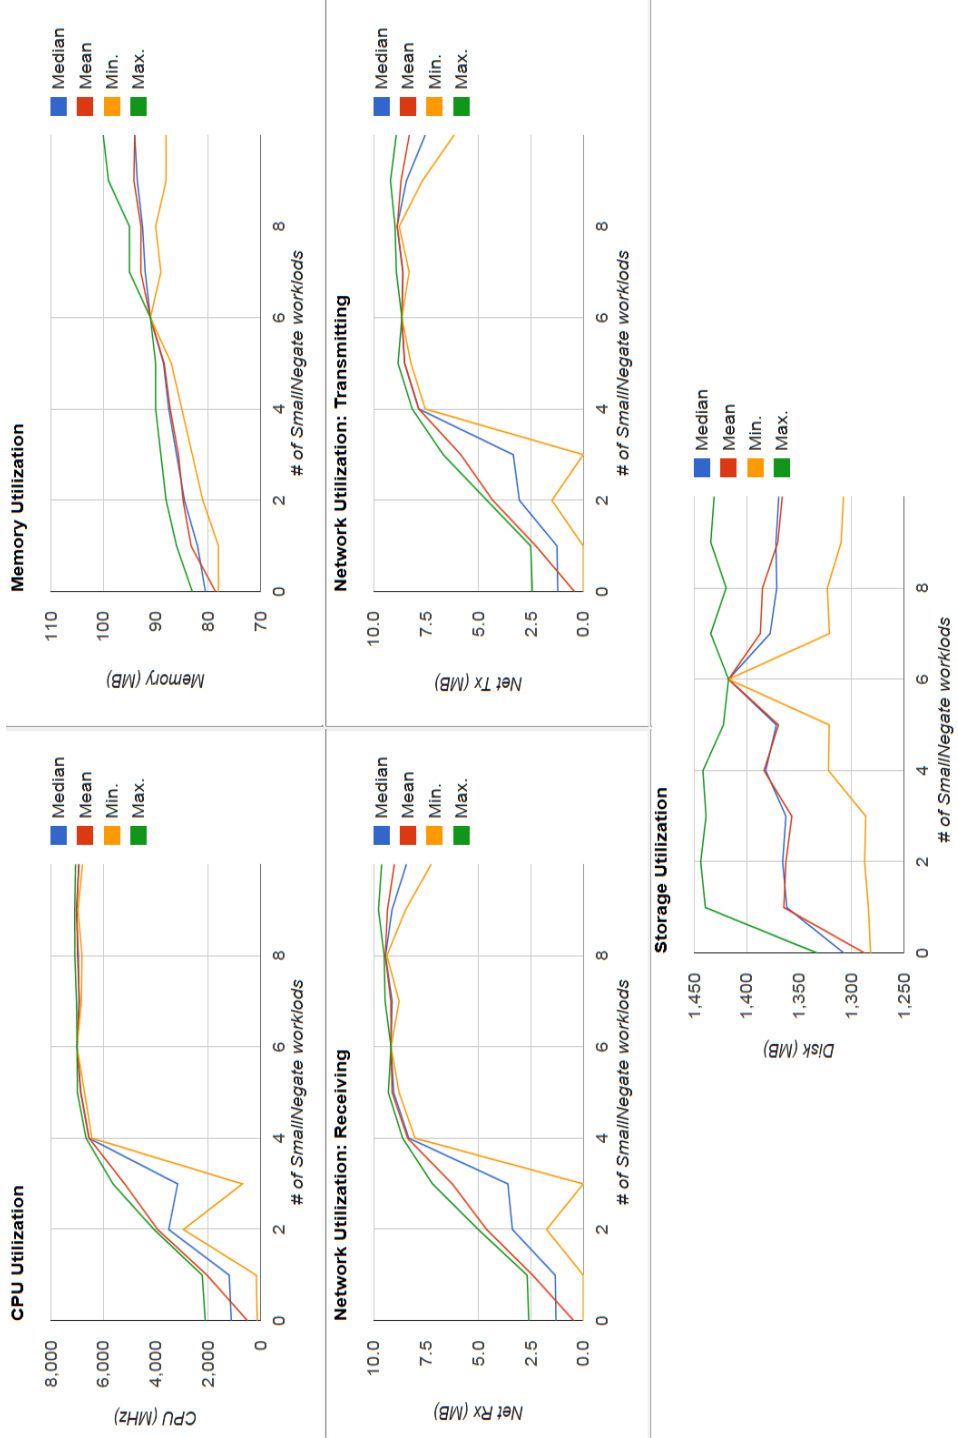 CPU Utilization
8,000
6,000
4,000
2,000
0
CPU (MHz)
0
2
4
6
8
# of SmallNegate worklods
Median
Mean
Min.
Max.
Memory Utilization
110
100
90
80
70
Memory (MB)
0
2
4
6
8
# of SmallNegate worklods
Median
Mean
Min.
Max.
Network Utilization: Receiving
10.0
7.5
5.0
2.5
0.0
Net Rx (MB)
0
2
4
6
8
# of SmallNegate worklods
Median
Mean
Min.
Max.
Network Utilization: Transmitting
10.0
7.5
5.0
2.5
0.0
Net Tx (MB)
0
2
4
6
8
# of SmallNegate worklods
Median
Mean
Min.
Max.
Storage Utilization
1,450
1,400
1,350
1,300
1,250
Disk (MB)
0
2
4
6
8
# of SmallNegate worklods
Median
Mean
Min.
Max.